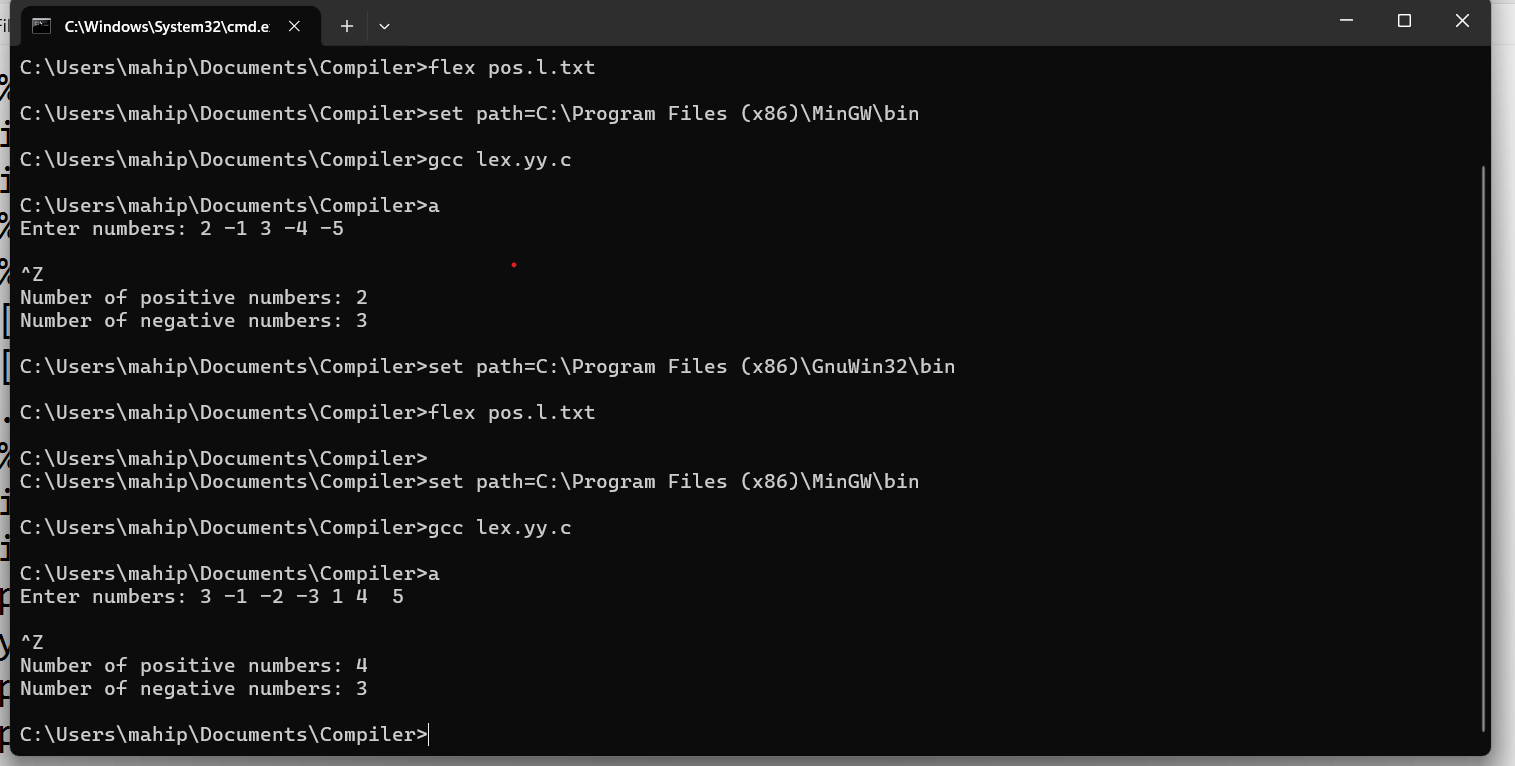 C:\Windows\System32\cmd.e
C:\Users\mahip\Documents\Compiler>flex pos.l.txt
C:\Users\mahip\Documents\Compiler>set path=C:\Program Files (x86)\MinGW\bin
C:\Users\mahip\Documents\Compiler>gcc lex.yy.c
C:\Users\mahip\Documents\Compiler>a
Enter numbers: 2 -1 3 -4 -5
^Z
Number of positive numbers: 2
Number of negative numbers: 3
C:\Users\mahip\Documents\Compiler>set path=C:\Program Files (x86)\GnuWin32\bin
C:\Users\mahip\Documents\Compiler>flex pos.l.txt
C:\Users\mahip\Documents\Compiler>
C:\Users\mahip\Documents\Compiler>set path=C:\Program Files (x86)\MinGW\bin
C:\Users\mahip\Documents\Compiler>gcc lex.yy.c
C:\Users\mahip\Documents\Compiler>a
Enter numbers: 3 -1 -2 -3 1 4  5
^Z
Number of positive numbers: 4
Number of negative numbers: 3
C:\Users\mahip\Documents\Compiler>